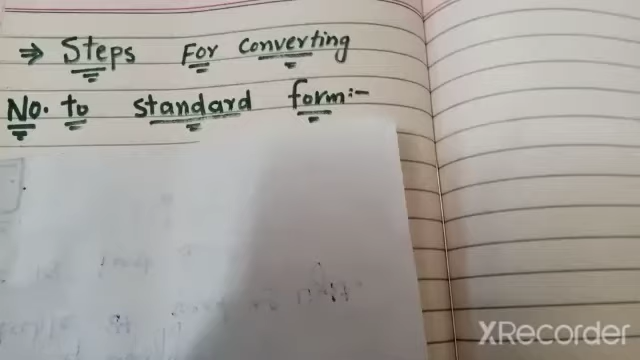 ⇒ Steps For Converting
No. to standard form:-
XRecorder